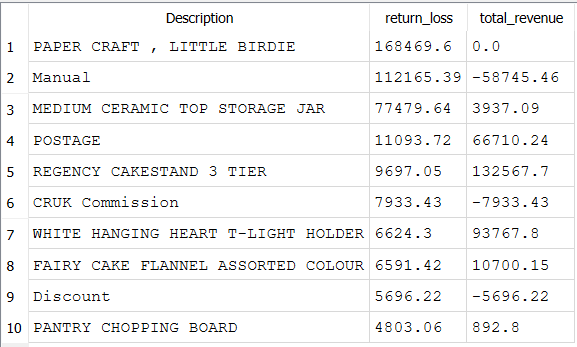 Description return_loss total_revenue
1 PAPER CRAFT , LITTLE BIRDIE 168469.6 0.0
2 Manual 112165.39 -58745.46
3 MEDIUM CERAMIC TOP STORAGE JAR 77479.64 3937.09
4 POSTAGE 11093.72 66710.24
5 REGENCY CAKESTAND 3 TIER 9697.05 132567.7
6 CRUK Commission 7933.43 -7933.43
7 WHITE HANGING HEART T-LIGHT HOLDER 6624.3 93767.8
8 FAIRY CAKE FLANNEL ASSORTED COLOUR 6591.42 10700.15
9 Discount 5696.22 -5696.22
10 PANTRY CHOPPING BOARD 4803.06 892.8